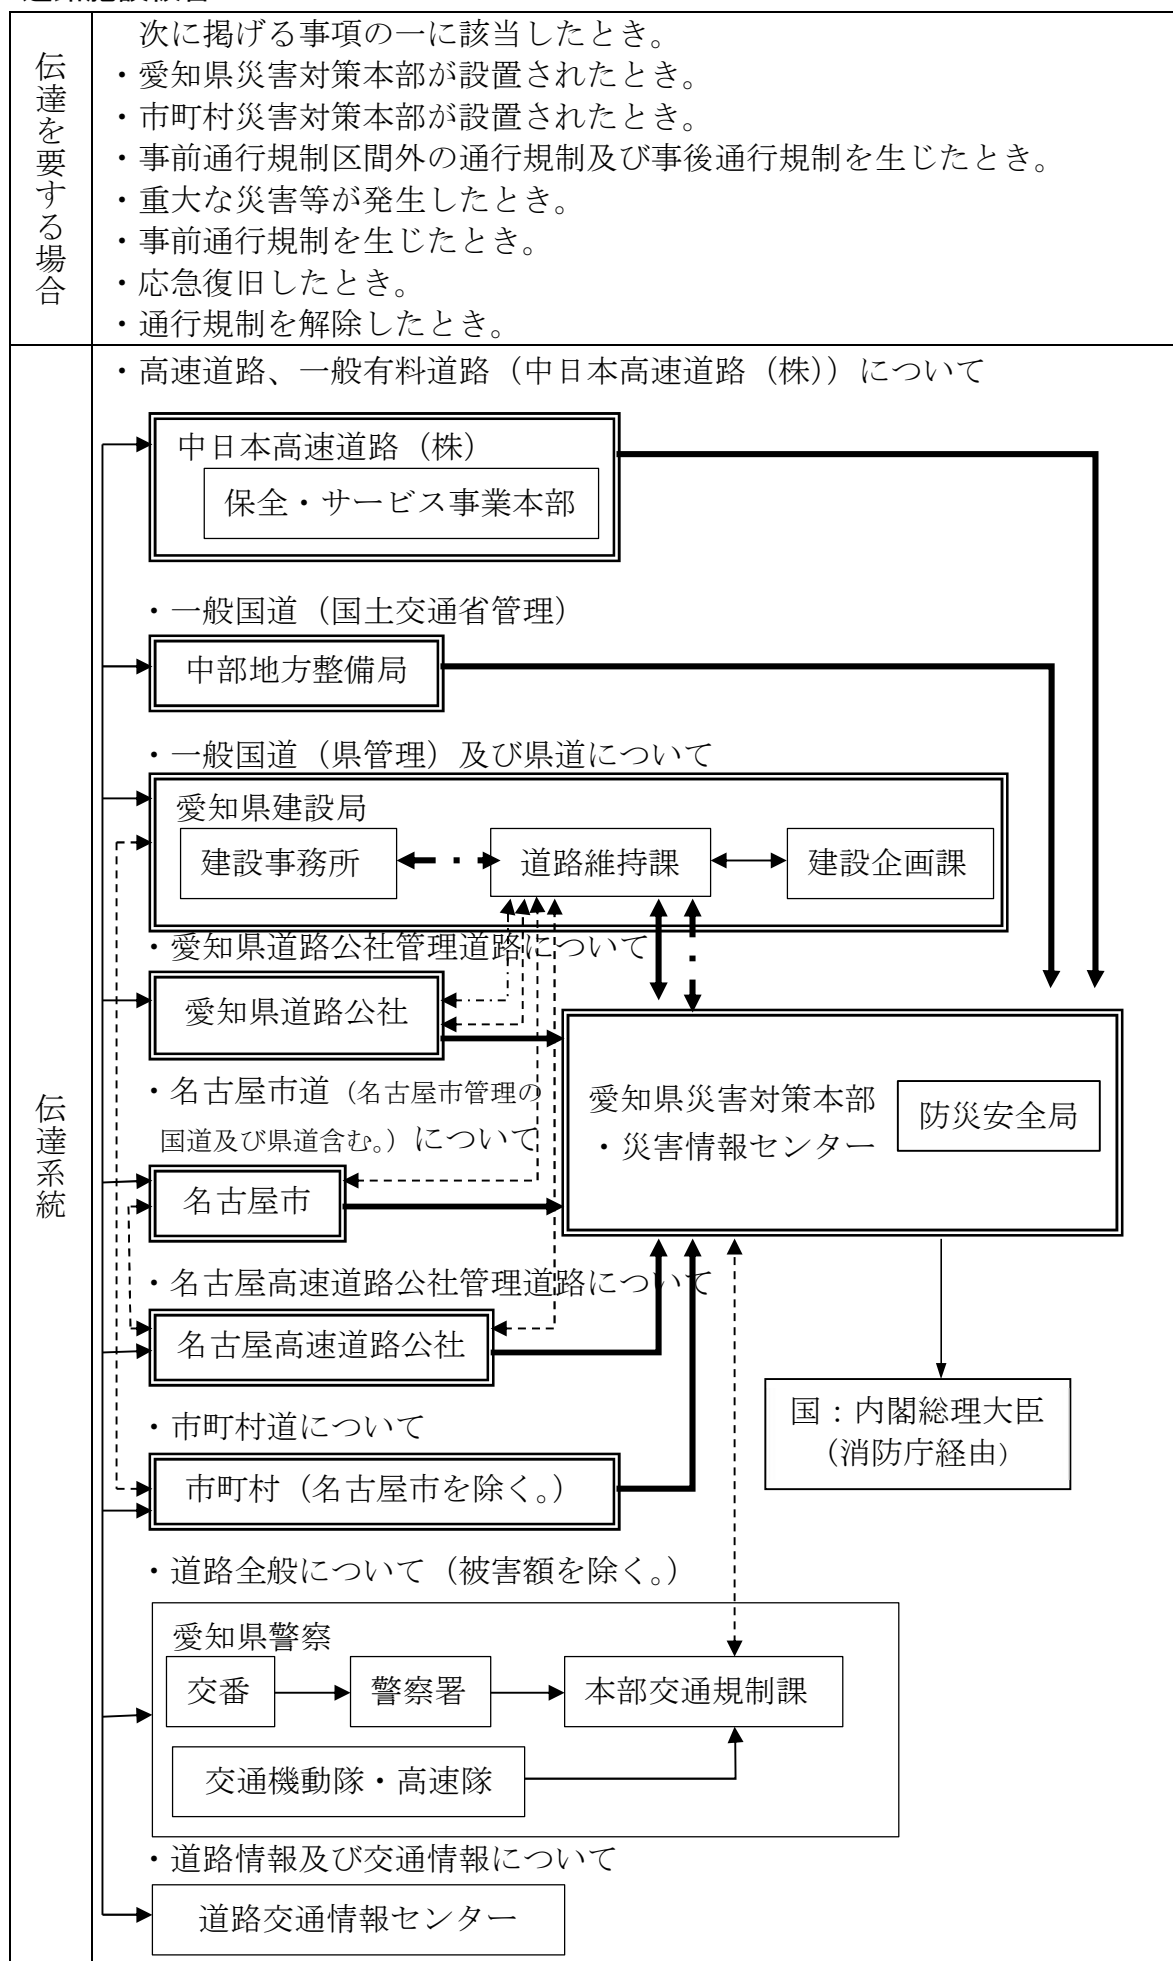 伝達を要する場合
次に掲げる事項の一に該当したとき。
・愛知県災害対策本部が設置されたとき。
・市町村災害対策本部が設置されたとき。
・事前通行規制区間外の通行規制及び事後通行規制を生じたとき。
・重大な災害等が発生したとき。
・事前通行規制を生じたとき。
・応急復旧したとき。
・通行規制を解除したとき。
伝達系統
・高速道路、一般有料道路（中日本高速道路（株））について
中日本高速道路（株）
保全・サービス事業本部
・一般国道（国土交通省管理）
中部地方整備局
・一般国道（県管理）及び県道について
愛知県建設局
建設事務所
道路維持課
建設企画課
・愛知県道路公社管理道路について
愛知県道路公社
・名古屋市道（名古屋市管理の
国道及び県道含む。）について
名古屋市
愛知県災害対策本部
・災害情報センター
防災安全局
・名古屋高速道路公社管理道路について
名古屋高速道路公社
国：内閣総理大臣
（消防庁経由）
・市町村道について
市町村（名古屋市を除く。）
・道路全般について（被害額を除く。）
愛知県警察
交番
警察署
本部交通規制課
交通機動隊・高速隊
・道路情報及び交通情報について
道路交通情報センター